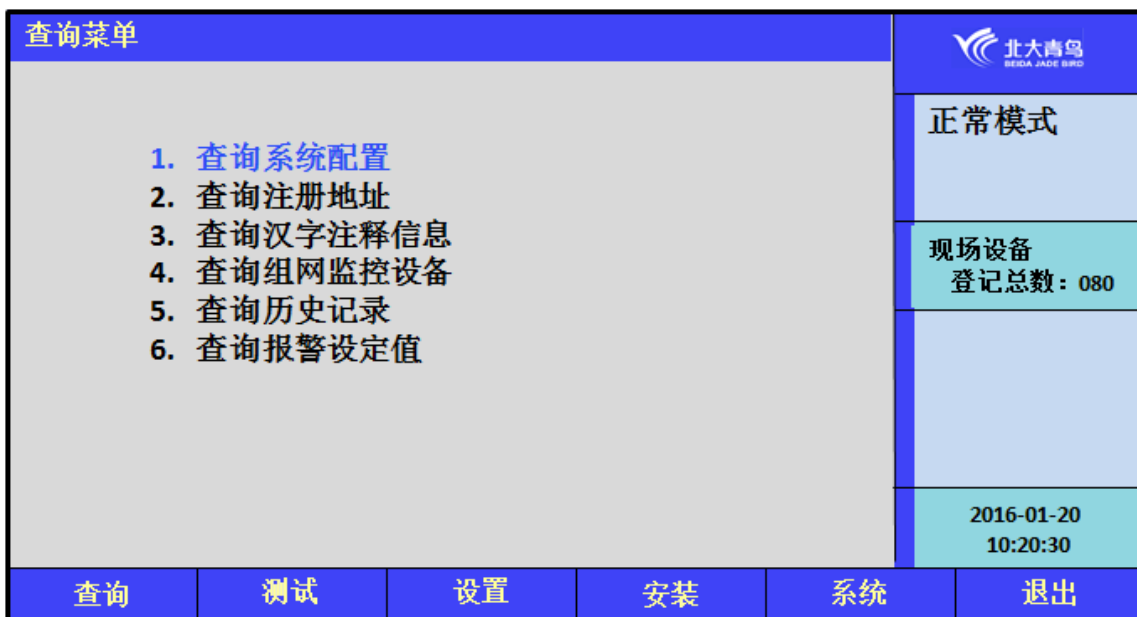 查询菜单
北大青鸟
BEIDA JADE BIRD
正常模式
1. 查询系统配置
2. 查询注册地址
3. 查询汉字注释信息
4. 查询组网监控设备
5. 查询历史记录
6. 查询报警设定值
现场设备
登记总数：080
2016-01-20
10:20:30
查询 测试 设置 安装 系统 退出